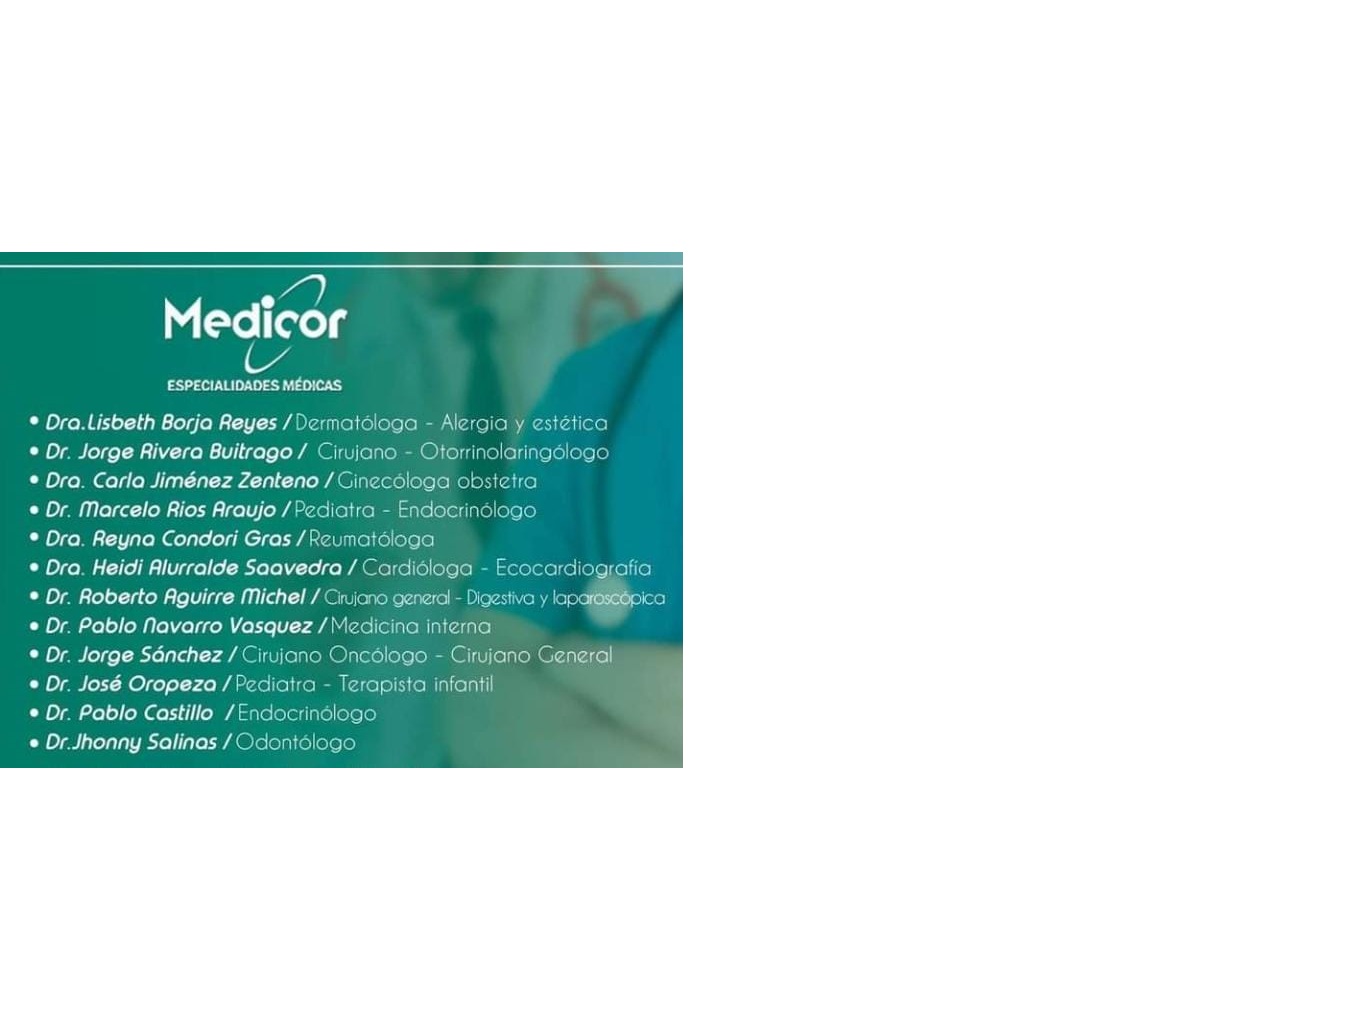 Medicor
ESPECIALIDADES MÉDICAS
• Dra.Lisbeth Borja Reyes / Dermatóloga - Alergia y estética
• Dr. Jorge Rivera Buitrago / Cirujano - Otorrinolaringólogo
• Dra. Carla Jiménez Zenteno / Ginecóloga obstetra
• Dr. Marcelo Rios Araujo / Pediatra - Endocrinólogo
• Dra. Reyna Condori Gras / Reumatóloga
• Dra. Heidi Alurralde Saavedra / Cardióloga - Ecocardiografía
• Dr. Roberto Aguirre Michel / Cirujano general - Digestiva y laparoscópica
• Dr. Pablo Navarro Vasquez / Medicina interna
• Dr. Jorge Sánchez / Cirujano Oncólogo - Cirujano General
• Dr. José Oropeza / Pediatra - Terapista infantil
• Dr. Pablo Castillo / Endocrinólogo
• Dr.Jhonny Salinas / Odontólogo